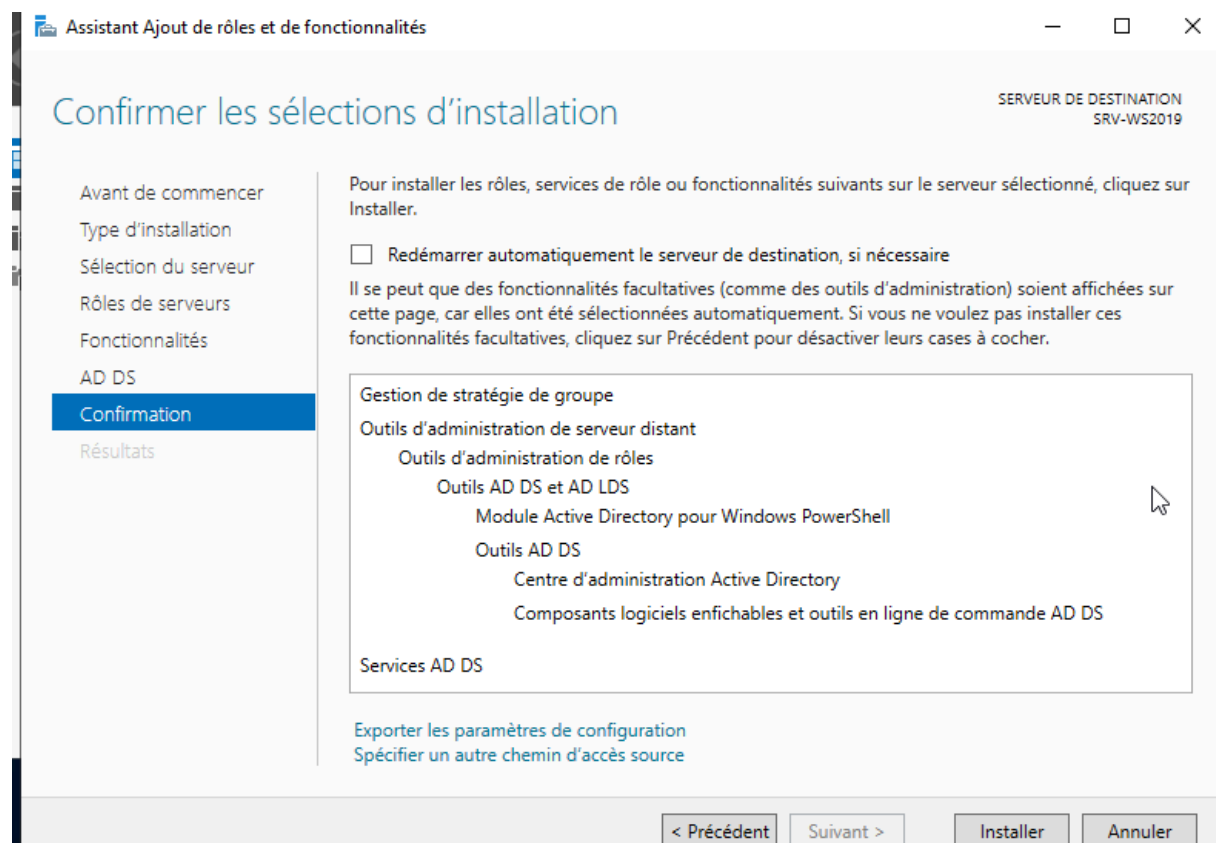 Assistant Ajout de rôles et de fonctionnalités
Confirmer les sélections d'installation
SERVEUR DE DESTINATION
SRV-WS2019
Avant de commencer
Type d'installation
Sélection du serveur
Rôles de serveurs
Fonctionnalités
AD DS
Confirmation
Résultats
Pour installer les rôles, services de rôle ou fonctionnalités suivants sur le serveur sélectionné, cliquez sur
Installer.
Redémarrer automatiquement le serveur de destination, si nécessaire
Il se peut que des fonctionnalités facultatives (comme des outils d'administration) soient affichées sur
cette page, car elles ont été sélectionnées automatiquement. Si vous ne voulez pas installer ces
fonctionnalités facultatives, cliquez sur Précédent pour désactiver leurs cases à cocher.
Gestion de stratégie de groupe
Outils d'administration de serveur distant
Outils d'administration de rôles
Outils AD DS et AD LDS
Module Active Directory pour Windows PowerShell
Outils AD DS
Centre d'administration Active Directory
Composants logiciels enfichables et outils en ligne de commande AD DS
Services AD DS
Exporter les paramètres de configuration
Spécifier un autre chemin d'accès source
< Précédent
Suivant >
Installer
Annuler